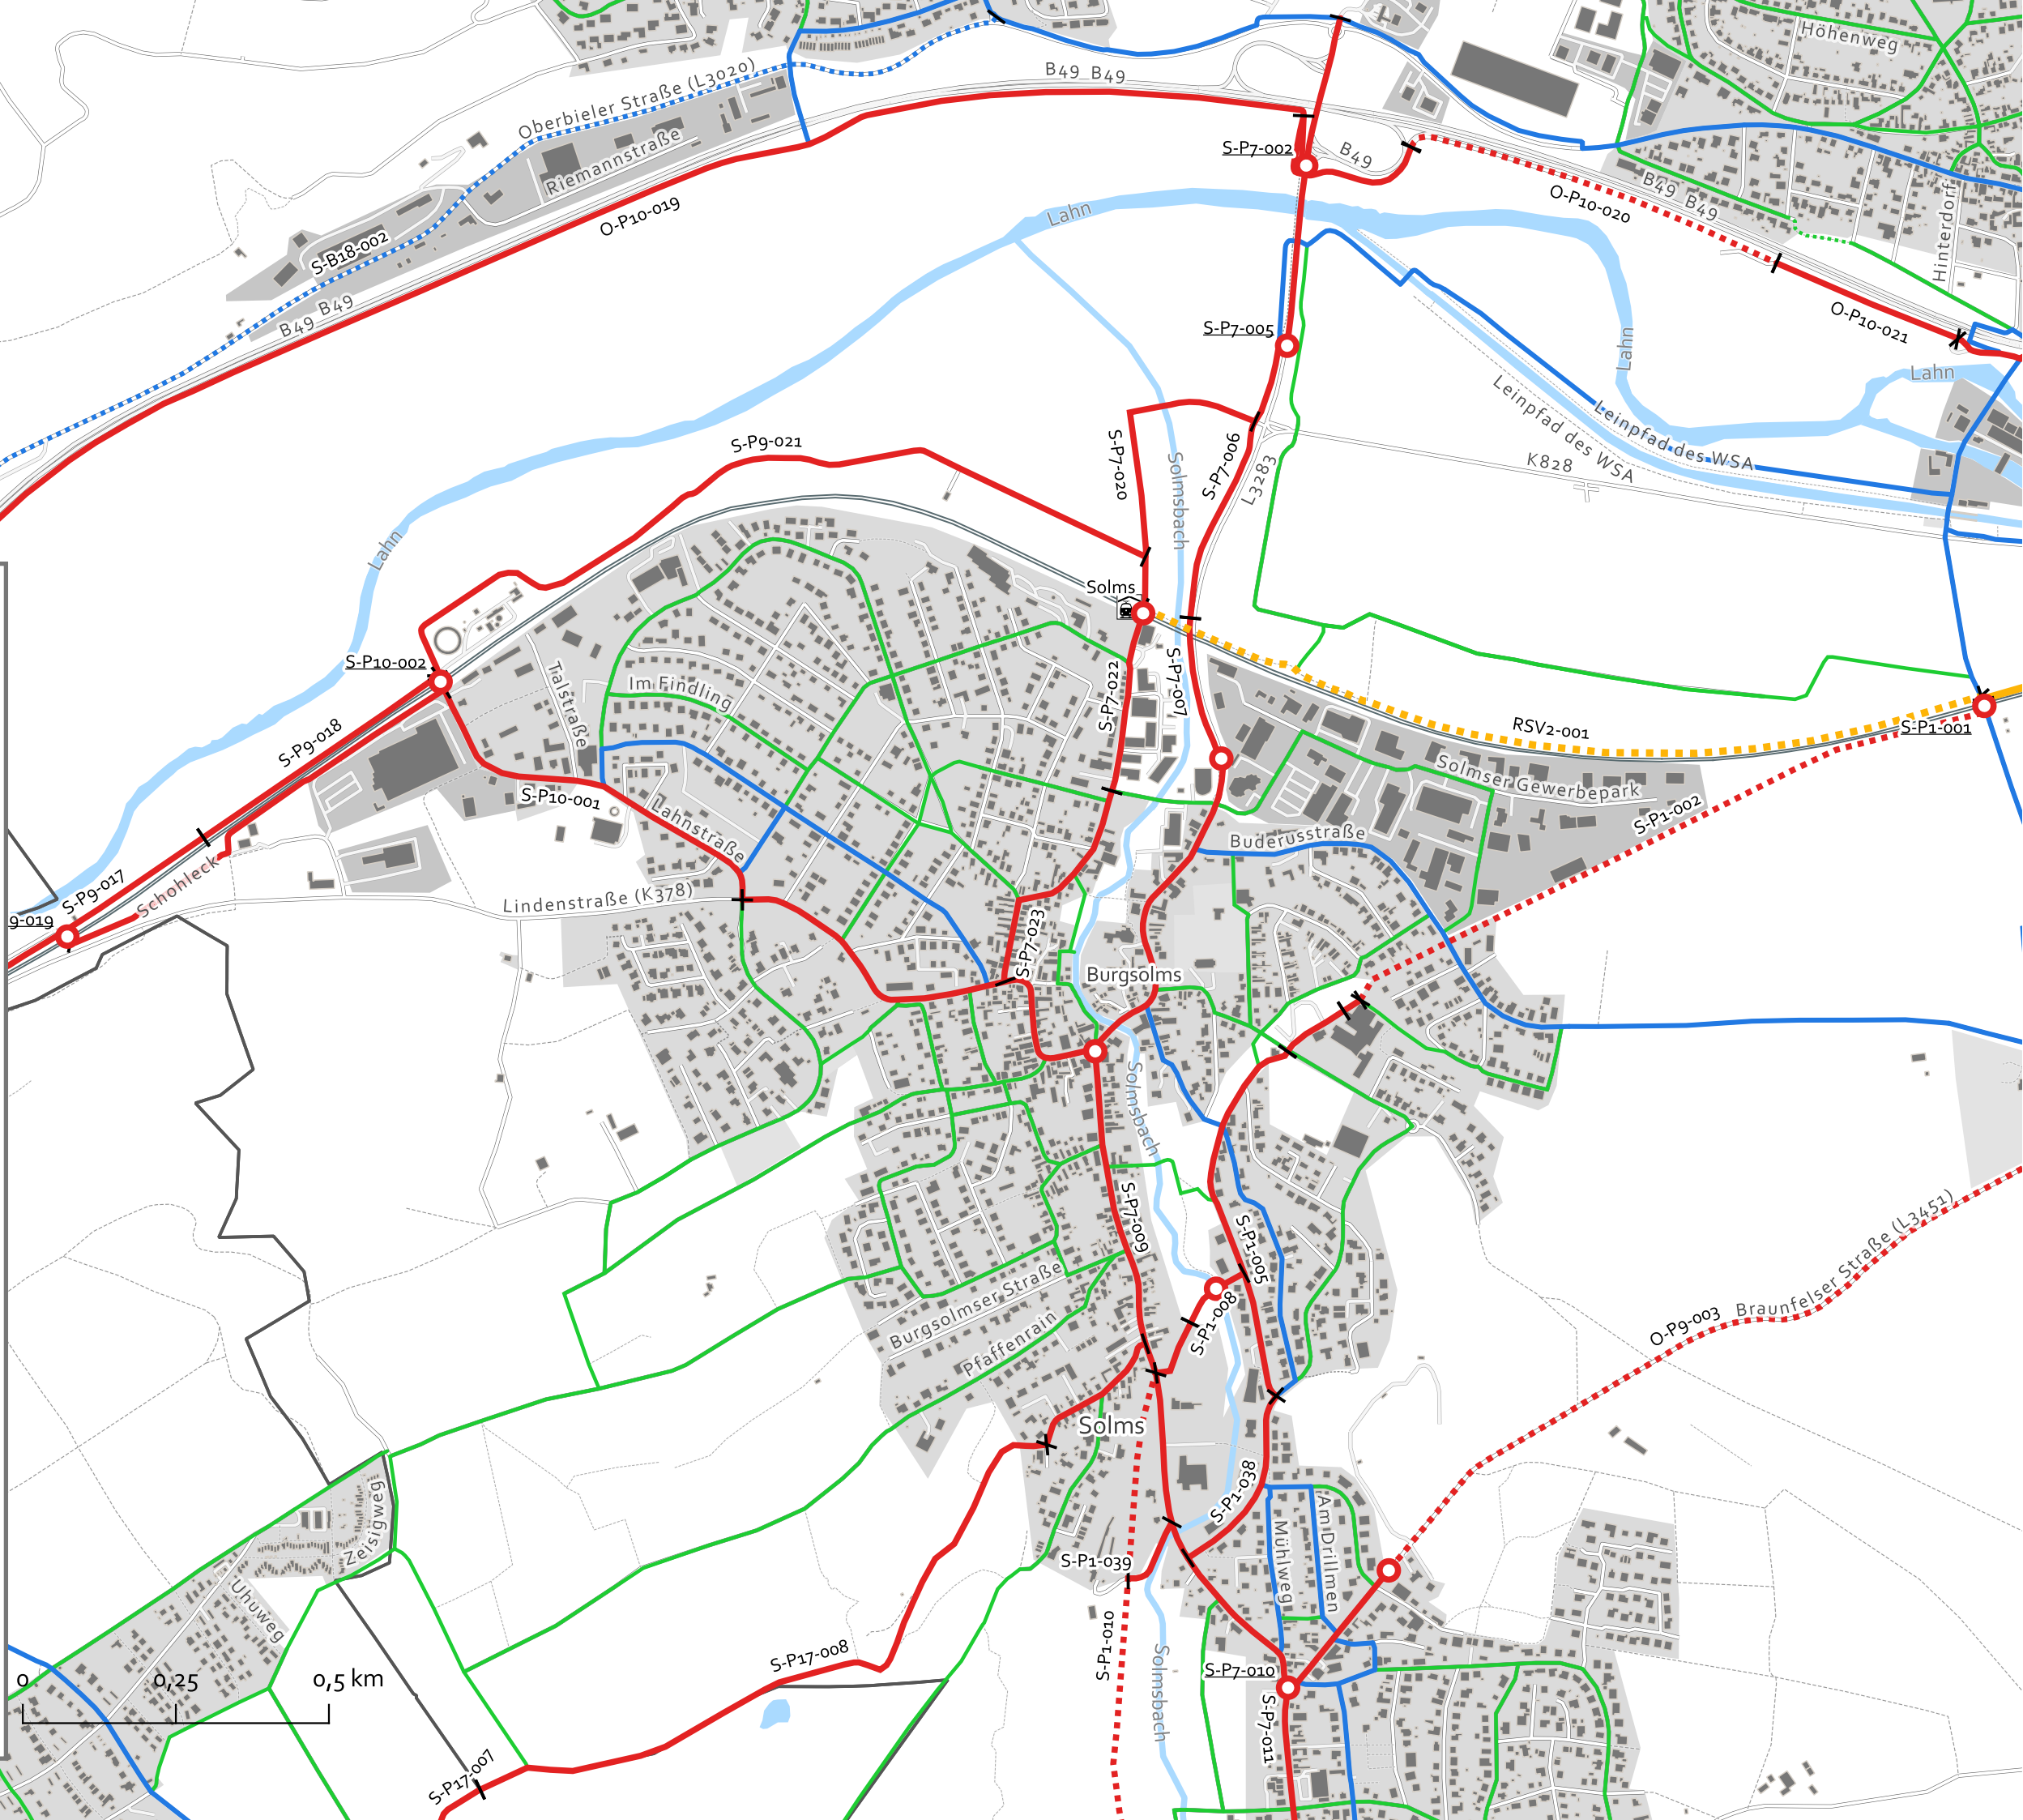 Höhenweg
B49 B49
Oberbieler Straße (L3020)
Riemannstraße
S-P7-002
B49
O-P10-020
B49 B49
Hinterdorf
Lahn
O-P10-019
S-B18-002
B49 B49
S-P7-005
O-P10-021
Lahn
Lahn
Leinpfad des WSA
Leinpfad des WSA
K828
S-P9-021
S-P7-020
S-P7-006
L3283
Solmsbach
Lahn
Solms
S-P10-002
Talstraße
Im Findling
S-P7-022
S-P7-007
RSV2-001
S-P1-001
S-P9-018
S-P10-001
Solmser Gewerbepark
S-P1-002
Lahnstraße
Buderusstraße
Schohleck
S-P9-017
9-019
Lindenstraße (K378)
S-P7-023
Burgsolms
Solmsbach
S-P7-009
S-P1-005
Burgsolmser Straße
S-P1-008
Braunfelser Straße (L3451)
O-P9-003
Pfaffenrain
Solms
Zeisigweg
S-P1-038
Am Drillmen
Mühlweg
S-P1-039
Uhuweg
S-P1-010
S-P17-008
Solmsbach
S-P7-010
0 0,25 0,5 km
S-P7-011
S-P17-007